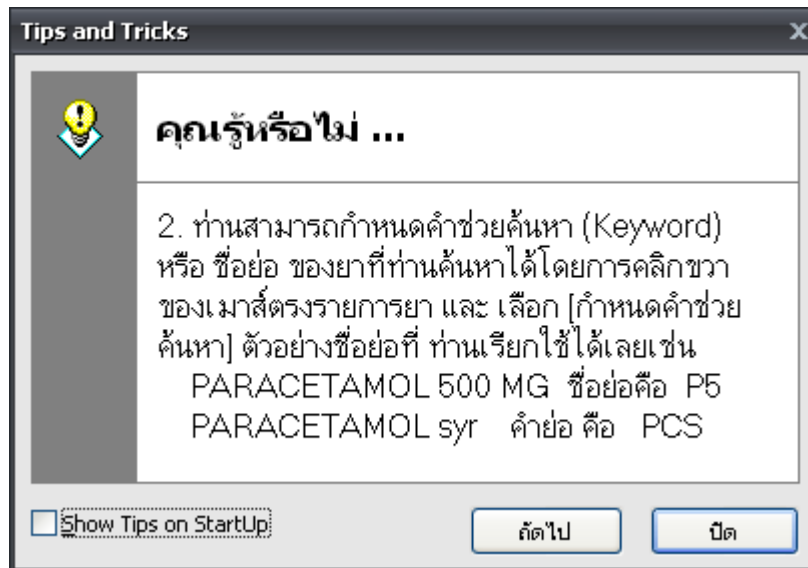 Tips and Tricks
คุณรู้หรือไม่ ...
2. ท่านสามารถกำหนดคำช่วยค้นหา (Keyword)
หรือ ชื่อย่อ ของยาที่ท่านค้นหาได้โดยการคลิกขวา
ของเมาส์ตรงรายการยา และ เลือก [กำหนดคำช่วย
ค้นหา] ตัวอย่างชื่อย่อที่ ท่านเรียกใช้ได้เลยเช่น
PARACETAMOL 500 MG ชื่อย่อคือ P5
PARACETAMOL syr คำย่อ คือ PCS
Show Tips on StartUp
ถัดไป
ปิด